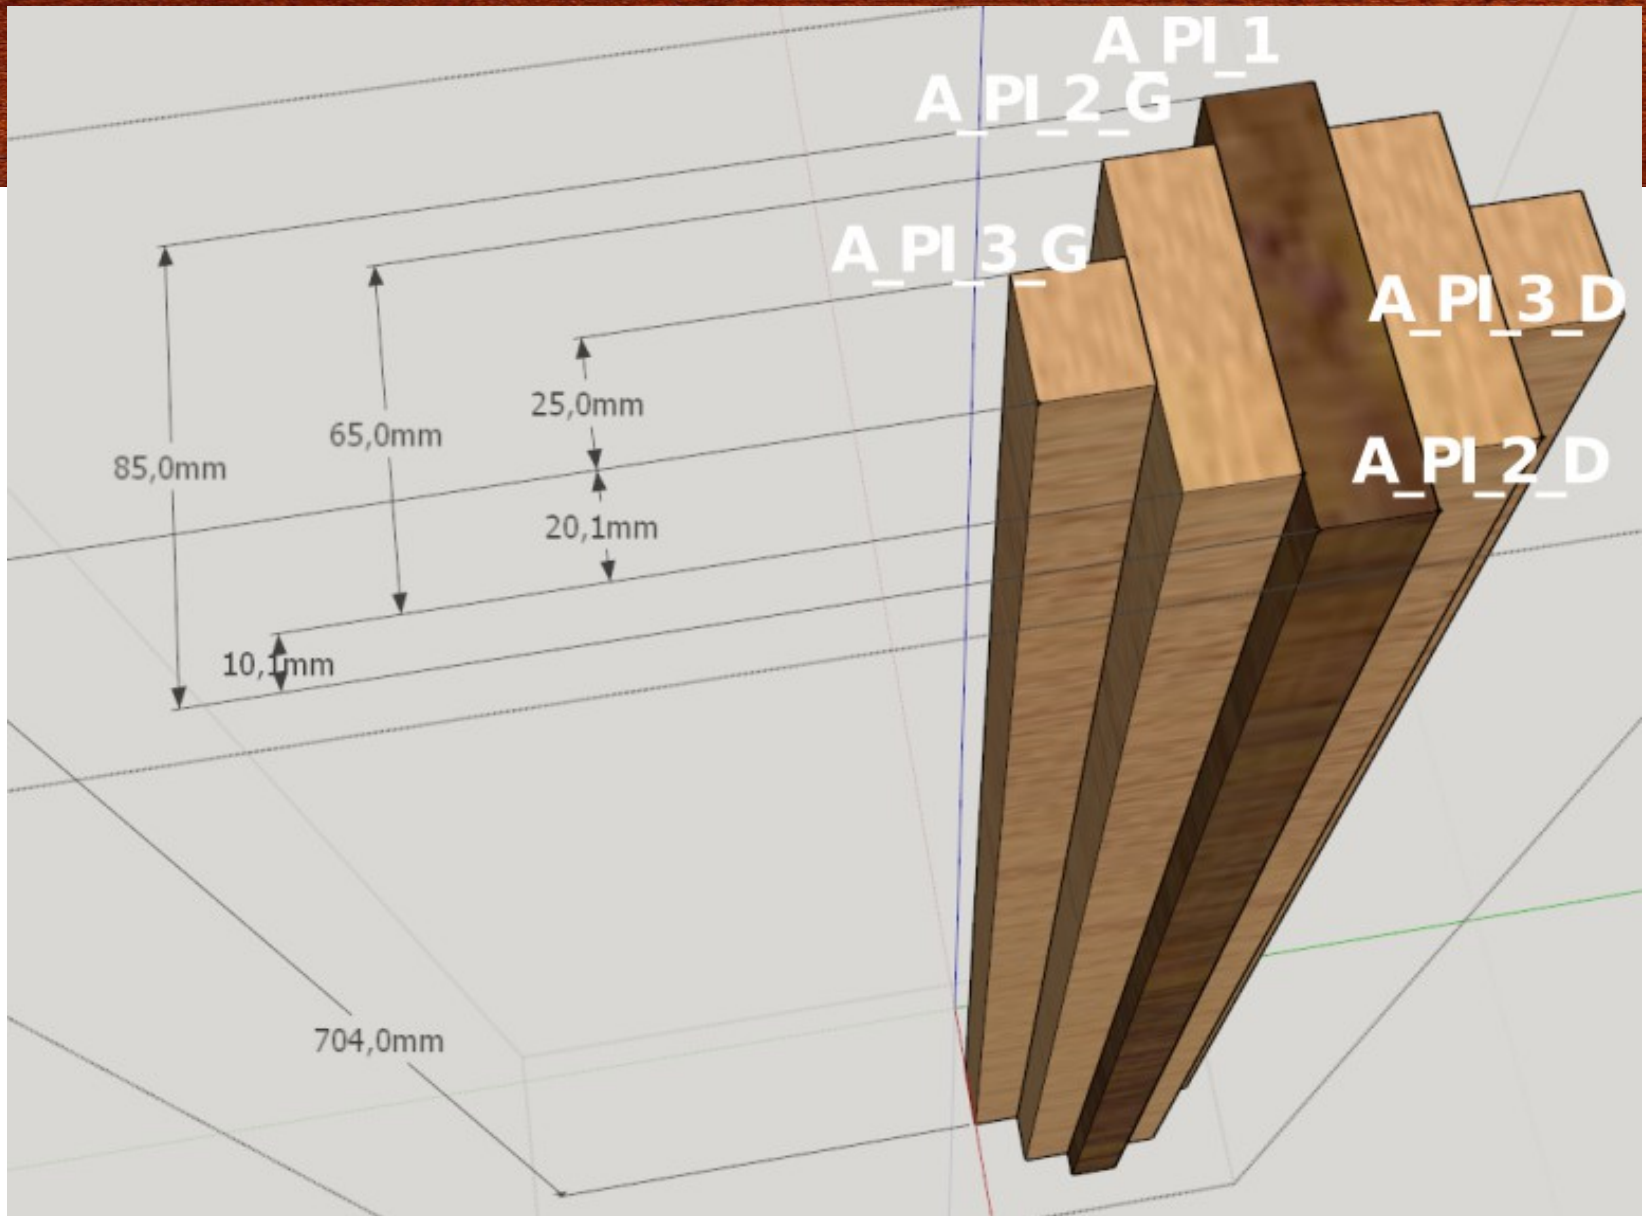 A_PI_1
A_PI_2_G
A_PI_3_G
A_PI_3_D
25,0mm
65,0mm
85,0mm
A_PI_2_D
20,1mm
10,1mm
704,0mm